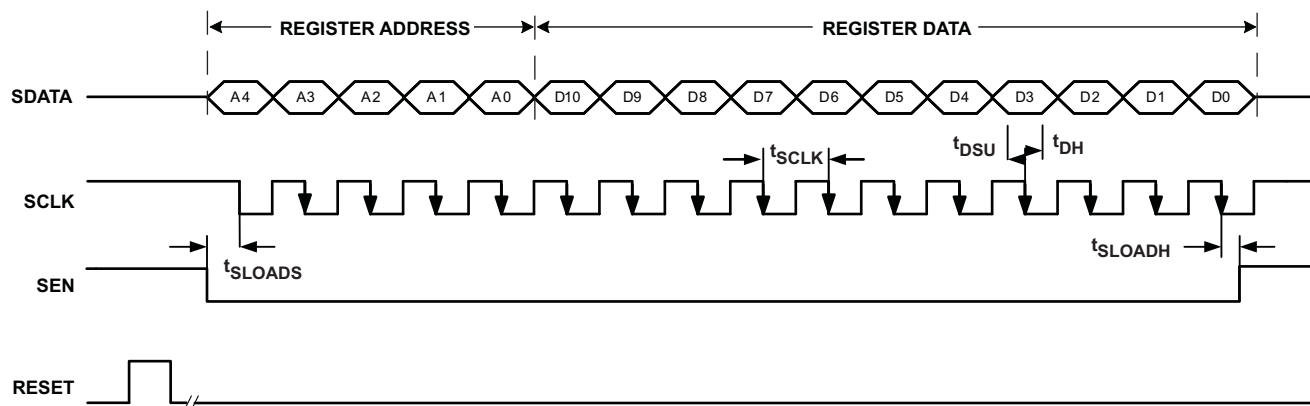 REGISTER ADDRESS REGISTER DATA
SDATA A4 A3 A2 A1 A0 D10 D9 D8 D7 D6 D5 D4 D3 D2 D1 D0
tSCLK tDSU tDH
SCLK
tSLOADS tSLOADH
SEN
RESET